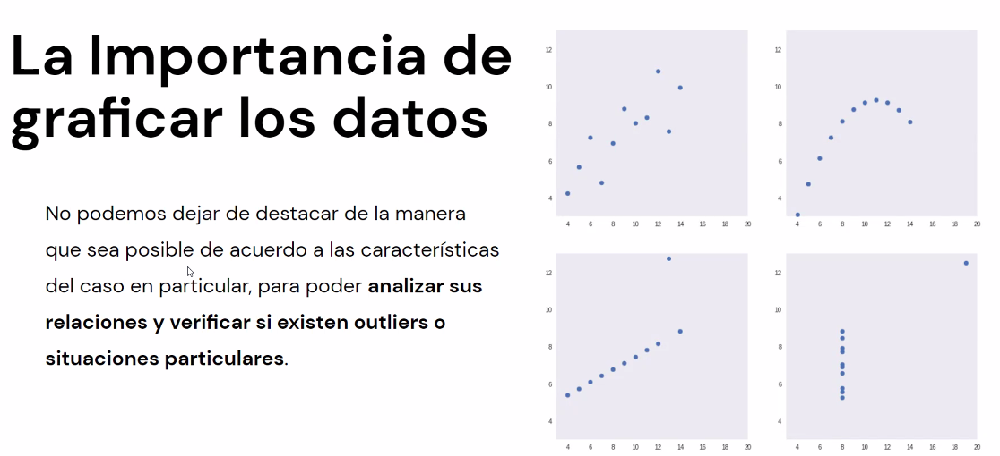 La Importancia de
graficar los datos
No podemos dejar de destacar de la manera
que sea posible de acuerdo a las características
del caso en particular, para poder analizar sus
relaciones y verificar si existen outliers o
situaciones particulares.
12
10
8
6
4
4 6 8 10 12 14 16 18 20
12
10
8
6
4
4 6 8 10 12 14 16 18 20
12
10
8
6
4
4 6 8 10 12 14 16 18 20
12
10
8
6
4
4 6 8 10 12 14 16 18 20